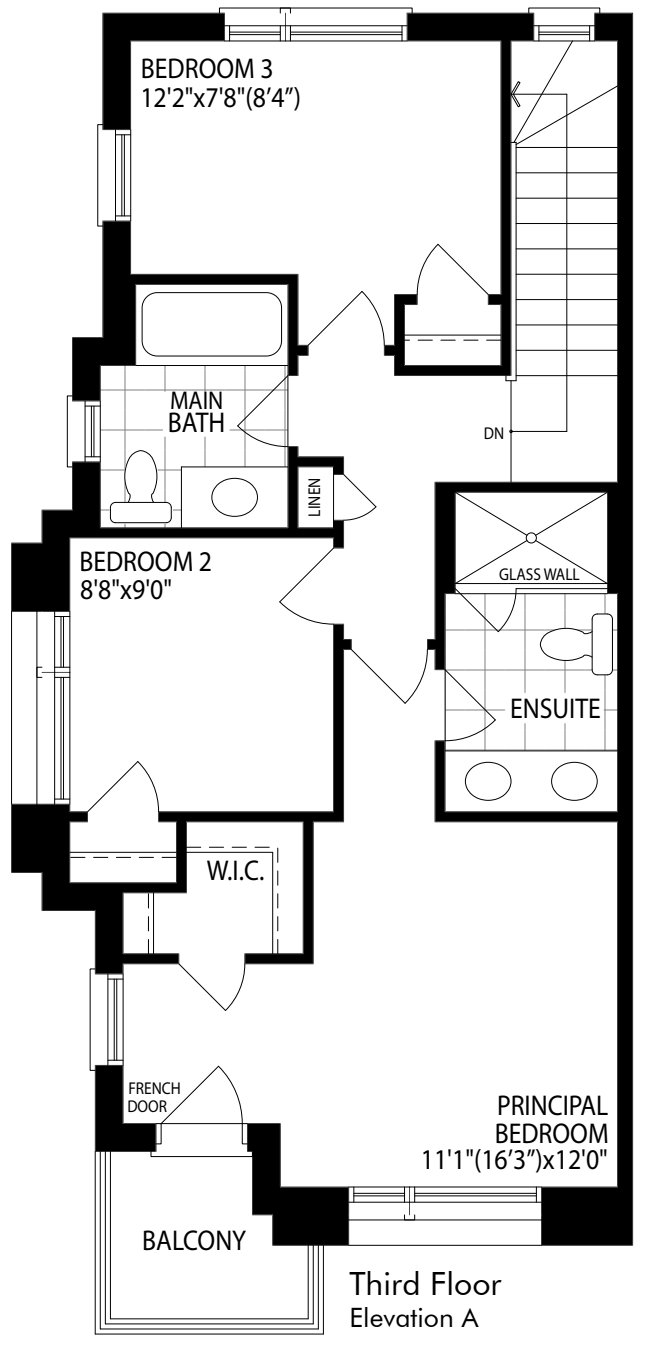 BEDROOM 3
12'2"x7'8"(8'4")
MAIN
BATH
DN
LINEN
BEDROOM 2
8'8"x9'0"
GLASS WALL
ENSUITE
W.I.C.
FRENCH
DOOR
PRINCIPAL
BEDROOM
11'1"(16'3")x12'0"
BALCONY
Third Floor
Elevation A